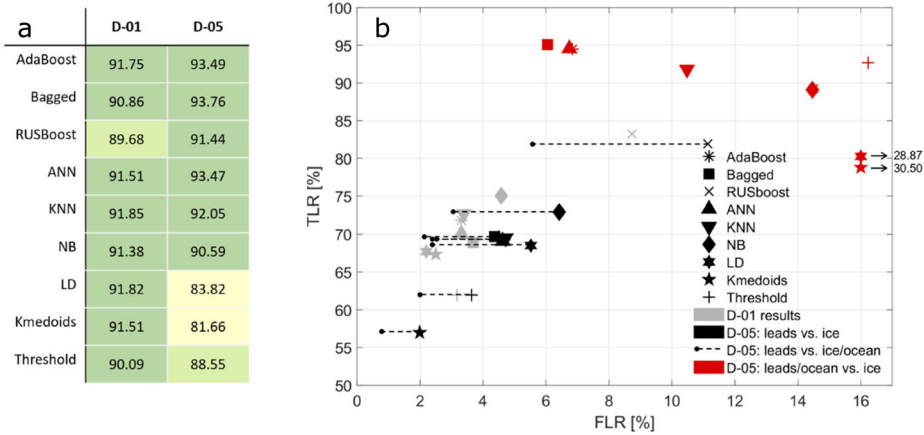 a
D-01 D-05
AdaBoost 91.75 93.49
Bagged 90.86 93.76
RUSBoost 89.68 91.44
ANN 91.51 93.47
KNN 91.85 92.05
NB 91.38 90.59
LD 91.82 83.82
Kmedoids 91.51 81.66
Threshold 90.09 88.55
b
100
95
90
85
80
75
70
65
60
55
50
TLR [%]
28.87
30.50
AdaBoost
Bagged
RUSboost
ANN
KNN
NB
LD
Kmedoids
Threshold
D-01 results
D-05: leads vs. ice
D-05: leads vs. ice/ocean
D-05: leads/ocean vs. ice
0 2 4 6 8 10 12 14 16
FLR [%]